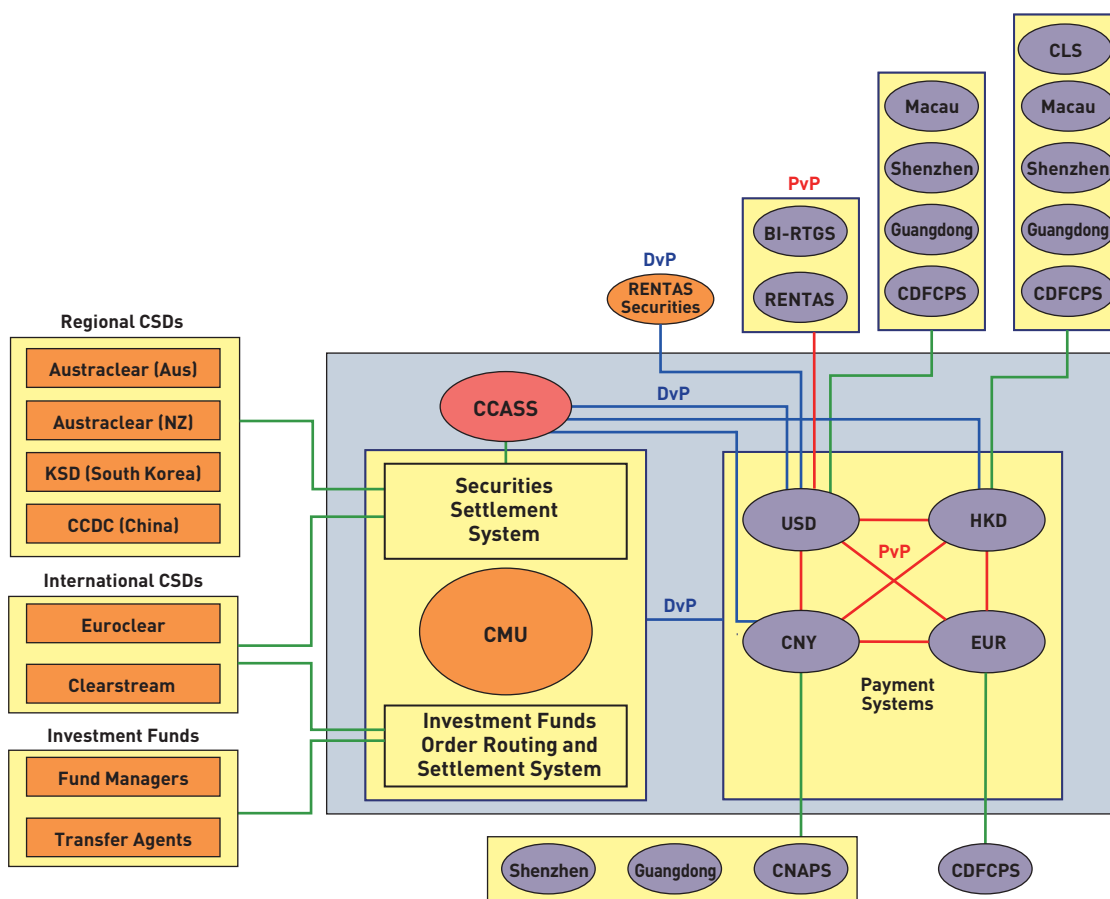 CLS
Macau
Macau
Shenzhen
Shenzhen
PvP
BI-RTGS
Guangdong
Guangdong
DvP
RENTAS
Securities
RENTAS
CDFCPS
CDFCPS
Regional CSDs
Austraclear (Aus)
Austraclear (NZ)
KSD (South Korea)
CCDC (China)
International CSDs
Euroclear
Clearstream
Investment Funds
Fund Managers
Transfer Agents
CCASS
DvP
Securities
Settlement
System
CMU
Investment Funds
Order Routing and
Settlement System
DvP
USD
HKD
PvP
CNY
EUR
Payment
Systems
Shenzhen
Guangdong
CNAPS
CDFCPS